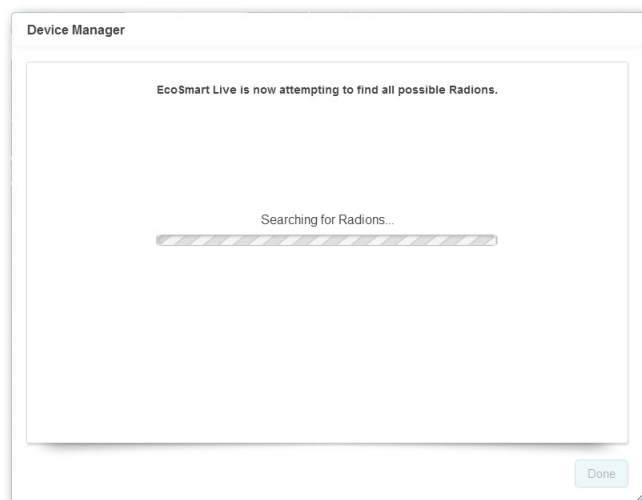 Device Manager
EcoSmart Live is now attempting to find all possible Radions.
Searching for Radions...
Done